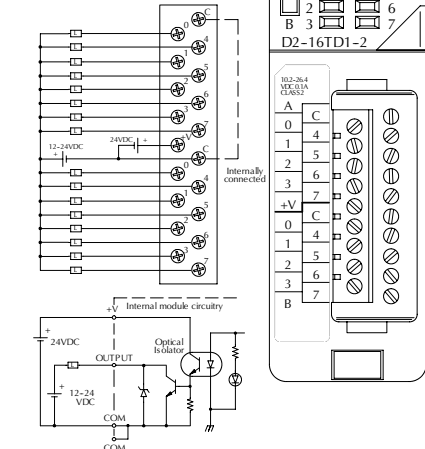 C
0
L
4
L
1
L
5
L
2
L
6
L
3
L
7
L
+V
24VDC
+
12-24VDC
+
C
Internally
connected
0
L
4
L
1
L
5
L
2
L
6
L
3
L
7
L
Internal module circuitry
+V
+
24VDC
Optical
Isolator
OUTPUT
L
+
12-24
VDC
COM
COM
2
6
B
3
7
D2-16TD1-2
10.2-26.4
VDC 0.1A
CLASS2
A
C
0
4
1
5
2
6
3
7
+V
C
0
4
1
5
2
6
3
7
B